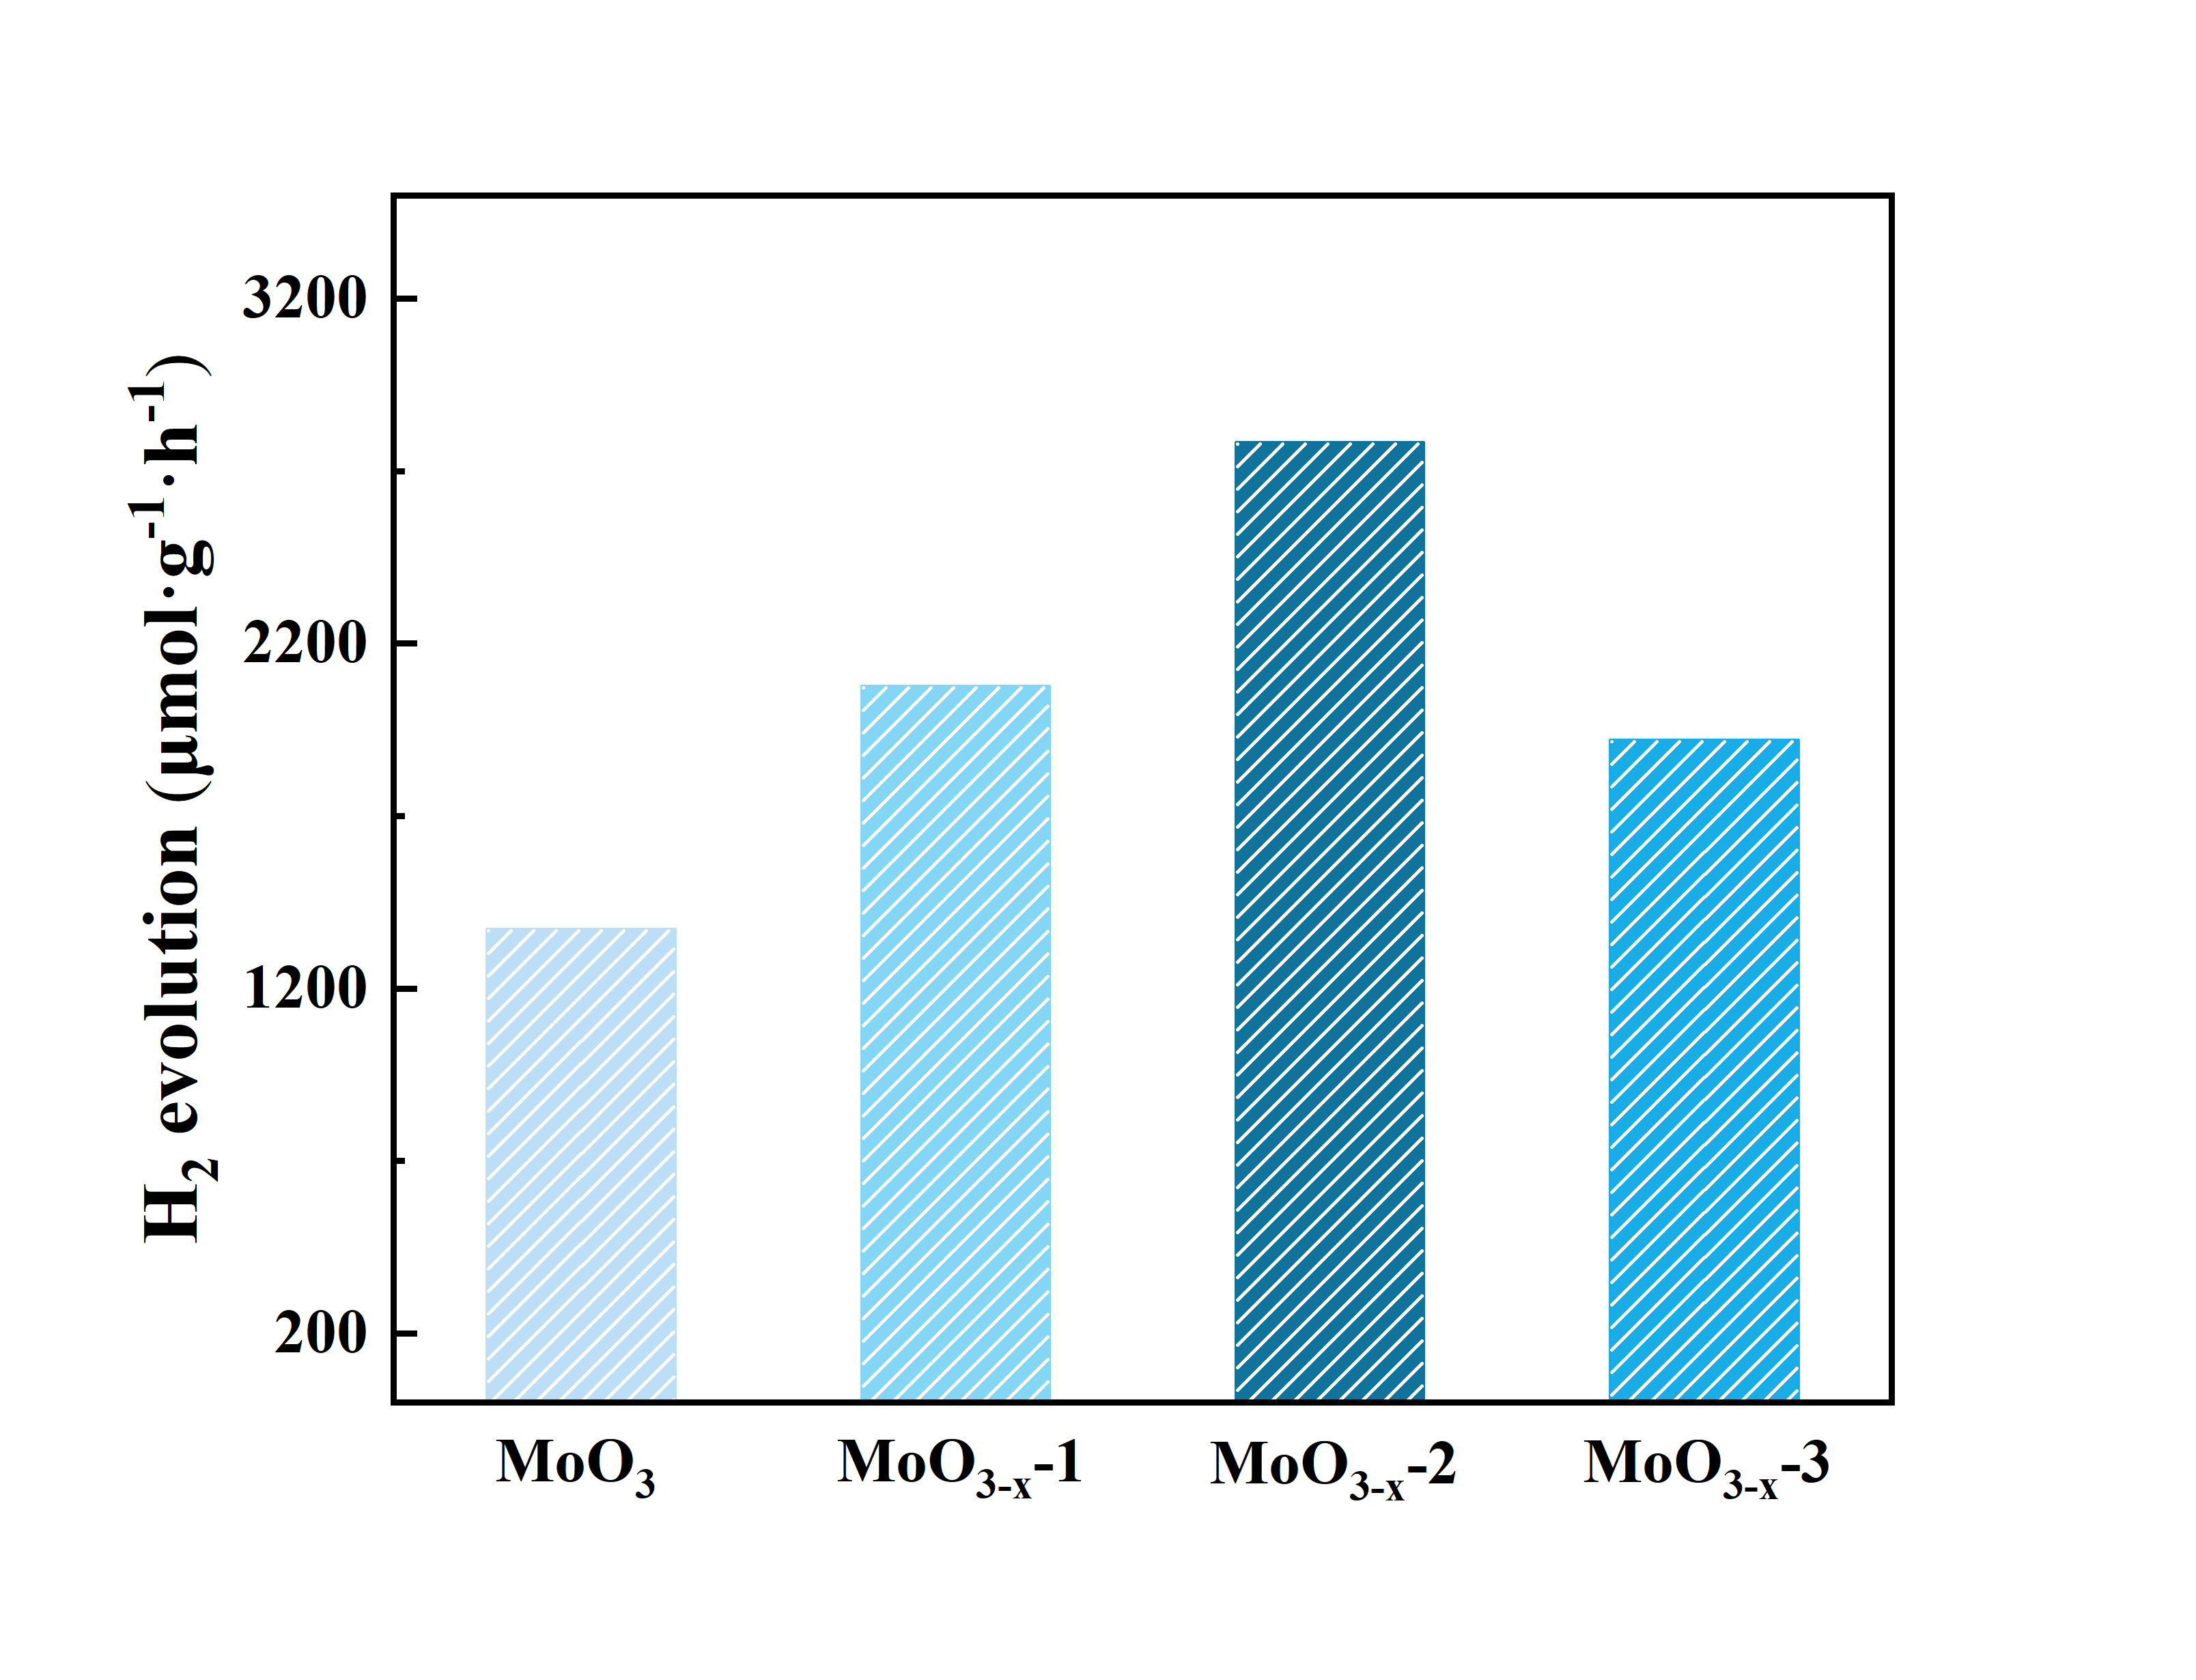 H₂ evolution (μmol·g⁻¹·h⁻¹)
3200
2200
1200
200
MoO₃
MoO₃₋ₓ-1
MoO₃₋ₓ-2
MoO₃₋ₓ-3